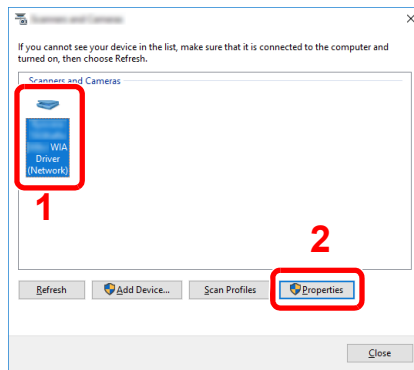 If you cannot see your device in the list, make sure that it is connected to the computer and
turned on, then choose Refresh.
Scanners and Cameras
WIA
Driver
(Network)
1
2
Refresh
Add Device...
Scan Profiles
Properties
Close